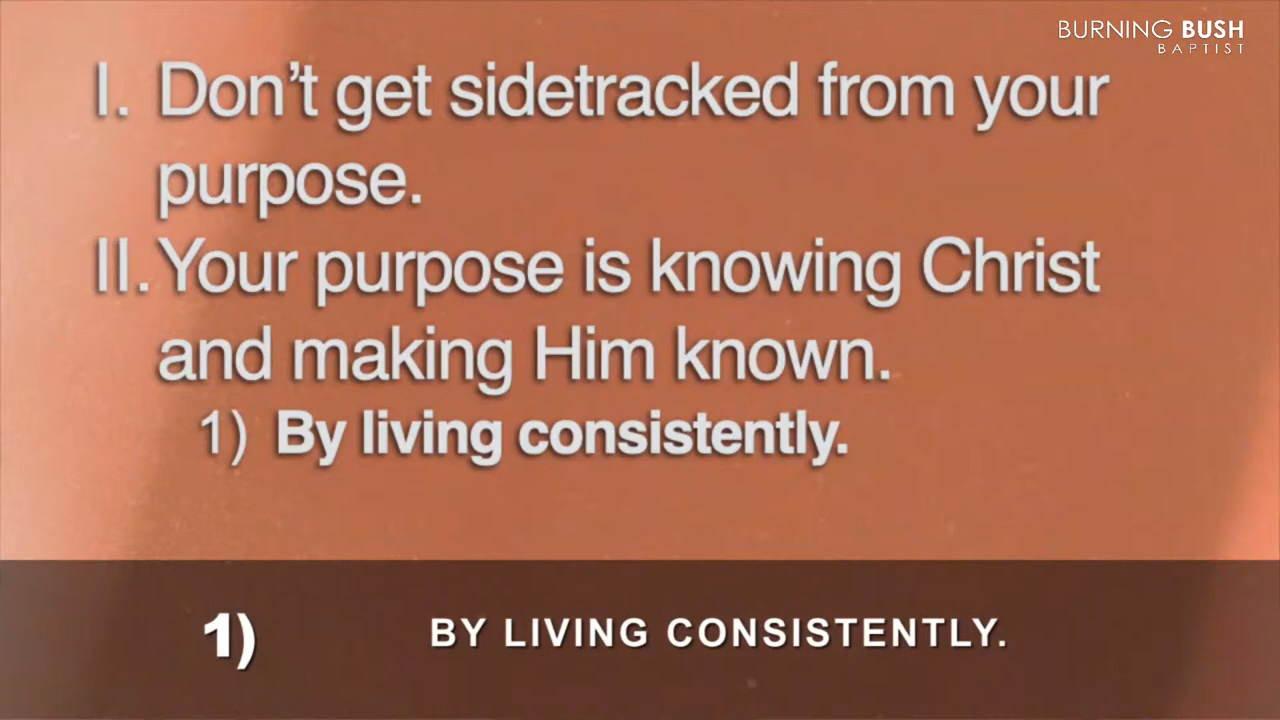 BURNING BUSH
BAPTIST
I. Don't get sidetracked from your
purpose.
II. Your purpose is knowing Christ
and making Him known.
1) By living consistently.
1) BY LIVING CONSISTENTLY.